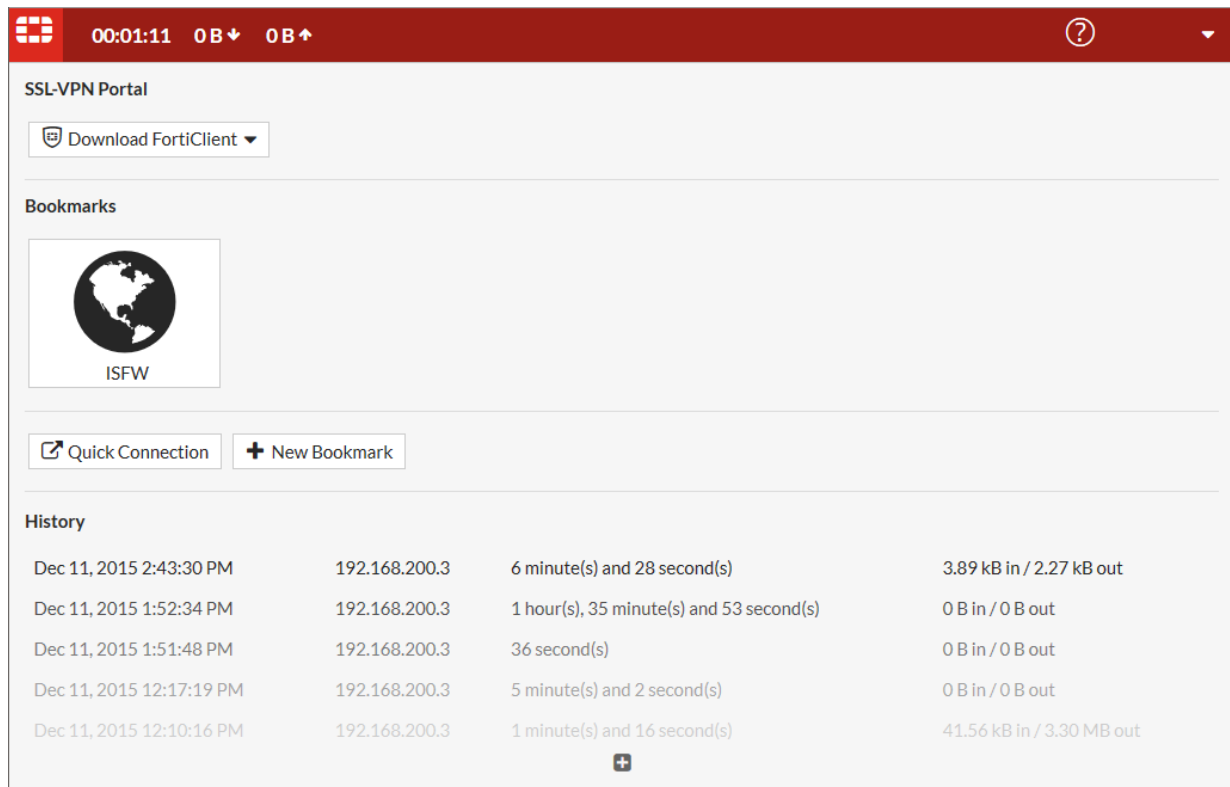 00:01:11 0 B 0 B
SSL-VPN Portal
Download FortiClient
Bookmarks
ISFW
Quick Connection New Bookmark
History
Dec 11, 2015 2:43:30 PM 192.168.200.3 6 minute(s) and 28 second(s) 3.89 kB in / 2.27 kB out
Dec 11, 2015 1:52:34 PM 192.168.200.3 1 hour(s), 35 minute(s) and 53 second(s) 0 B in / 0 B out
Dec 11, 2015 1:51:48 PM 192.168.200.3 36 second(s) 0 B in / 0 B out
Dec 11, 2015 12:17:19 PM 192.168.200.3 5 minute(s) and 2 second(s) 0 B in / 0 B out
Dec 11, 2015 12:10:16 PM 192.168.200.3 1 minute(s) and 16 second(s) 41.56 kB in / 3.30 MB out